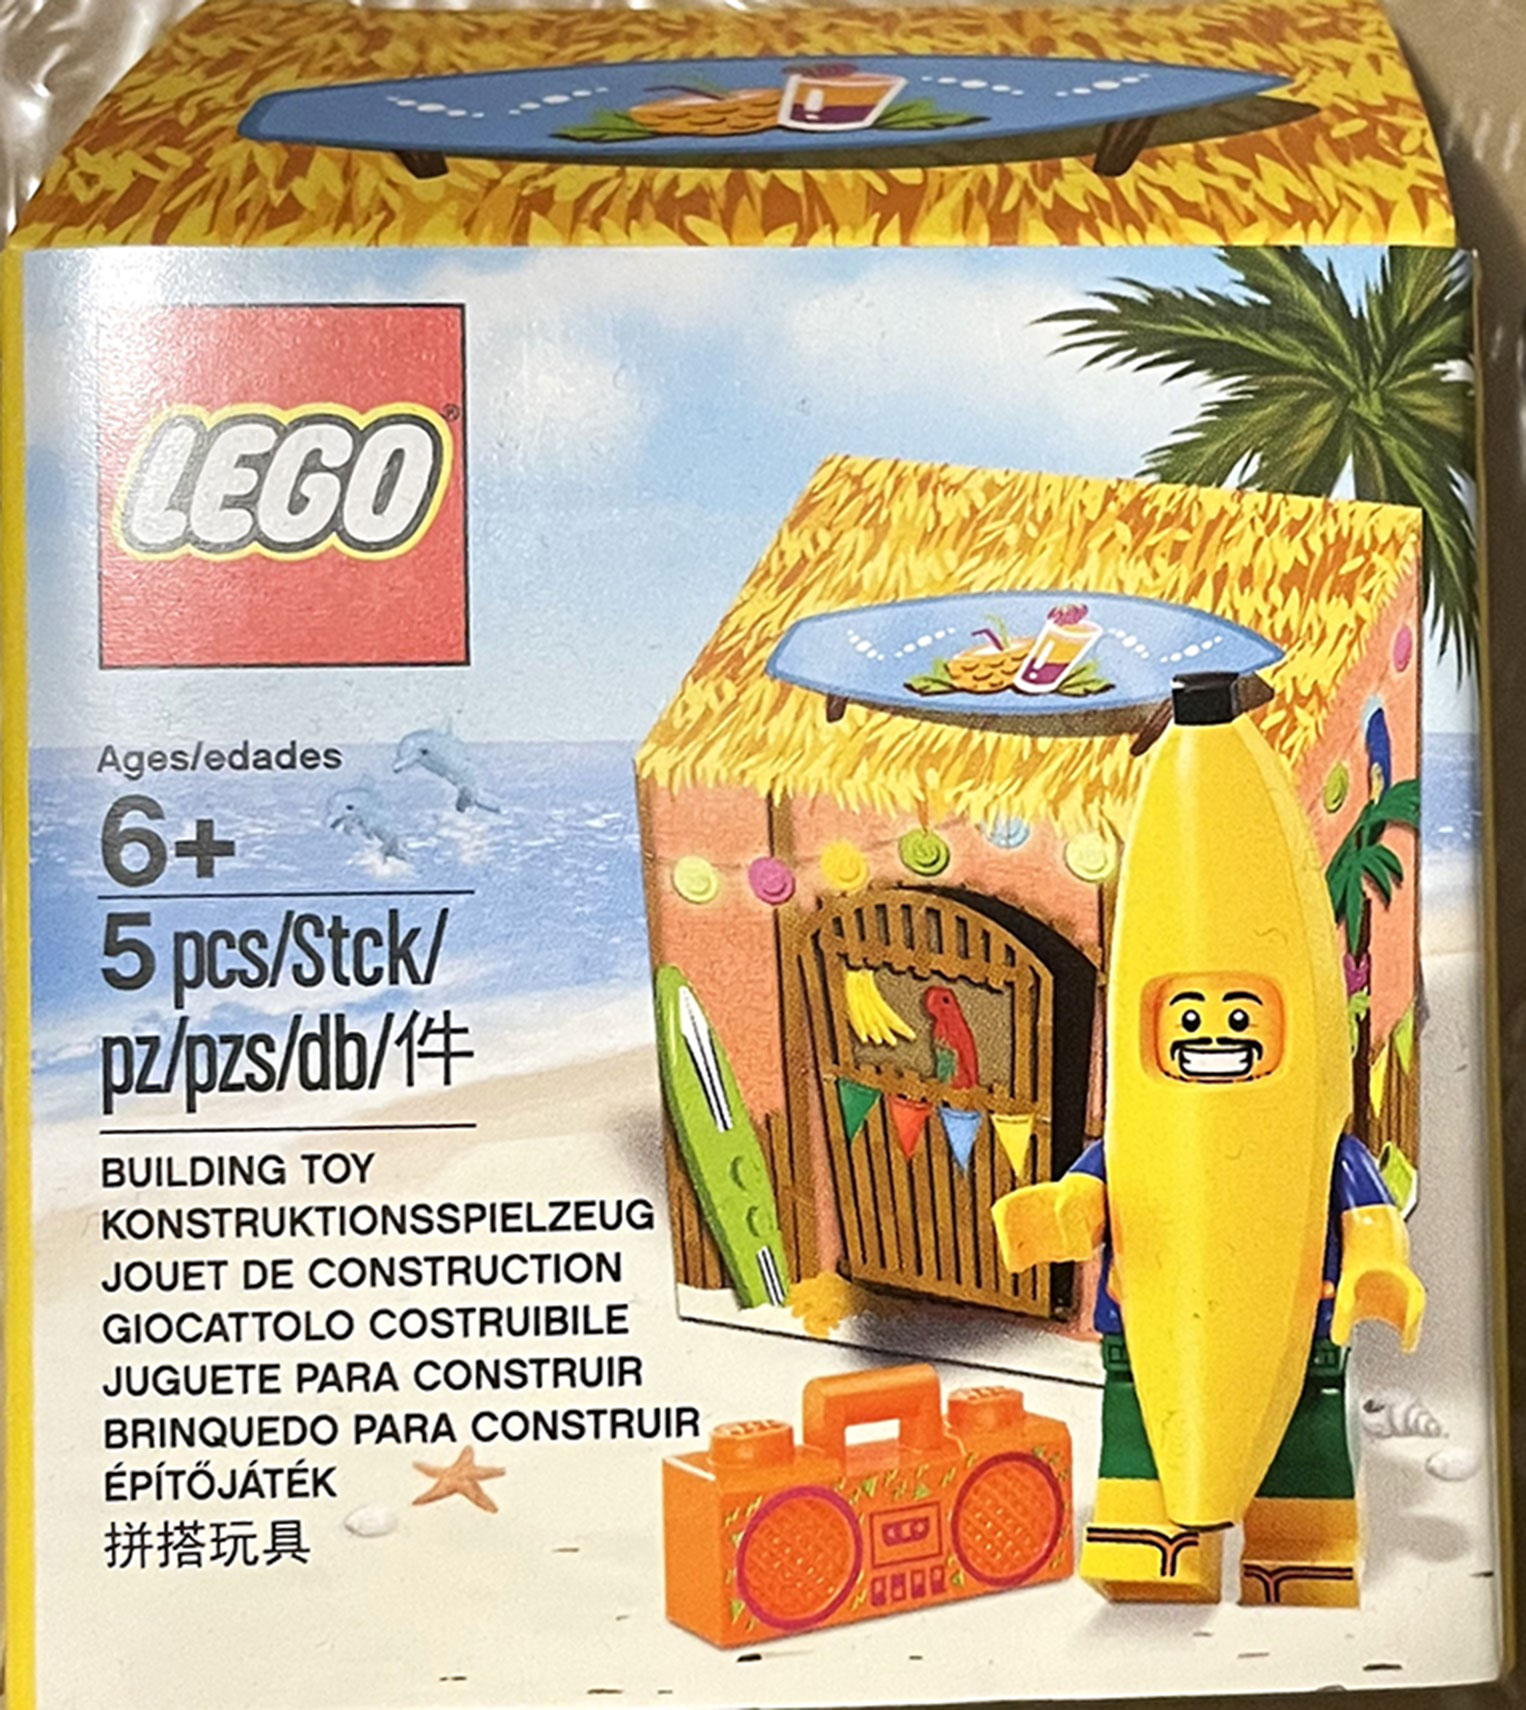 LEGO®
Ages/edades
6+
5 pcs/Stck/
pz/pzs/db/件
BUILDING TOY
KONSTRUKTIONSSPIELZEUG
JOUET DE CONSTRUCTION
GIOCATTOLO COSTRUIBILE
JUGUETE PARA CONSTRUIR
BRINQUEDO PARA CONSTRUIR
ÉPÍTŐJÁTÉK
拼搭玩具